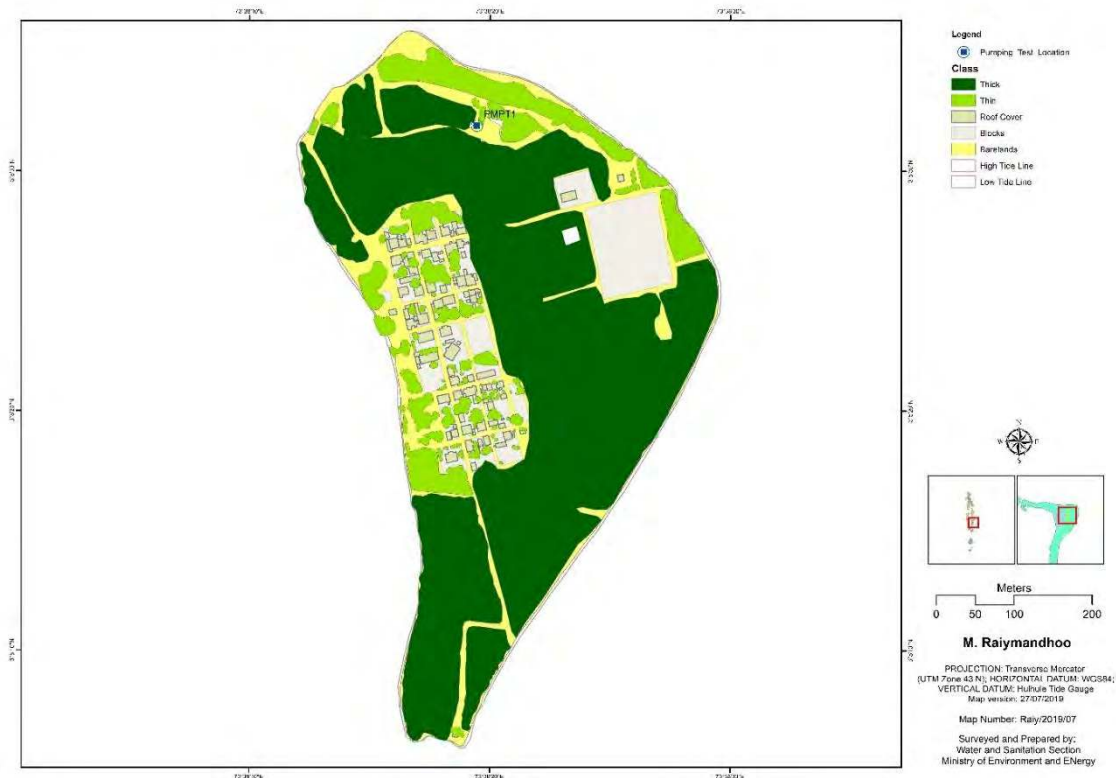 Legend
Pumping Test Location
Class
Thick
Thin
Roof Cover
Blocks
Barelands
High Tide Line
Low Tide Line
RMPT1
N
W
E
S
Meters
0 50 100 200
M. Raiymandhoo
PROJECTION: Transverse Mercator
(UTM Zone 43 N); HORIZONTAL DATUM: WGS84;
VERTICAL DATUM: Hulhule Tide Gauge
Map version: 27/07/2019
Map Number: Raiy/2019/07
Surveyed and Prepared by:
Water and Sanitation Section
Ministry of Environment and ENergy